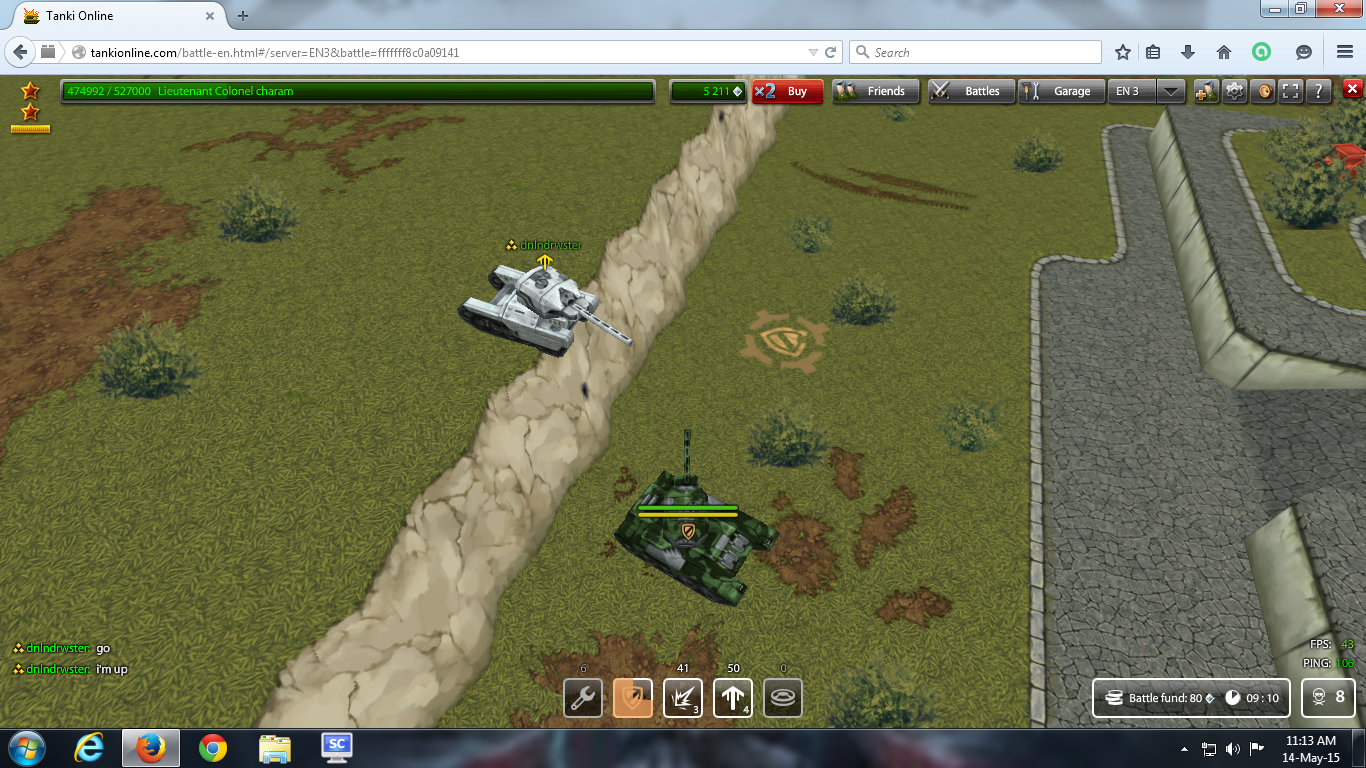 Tanki Online
tankionline.com/battle-en.html#/server=EN3&battle=fffffff8c0a09141
Search
474992 / 527000 Lieutenant Colonel charam
5 211
×2 Buy
Friends
Battles
Garage
EN 3
?
dnlndrwster
dnlndrwster: go
dnlndrwster: i'm up
FPS: 43
PING: 106
6
41
50
0
3
4
Battle fund: 80
09 : 10
8
SC
11:13 AM
14-May-15